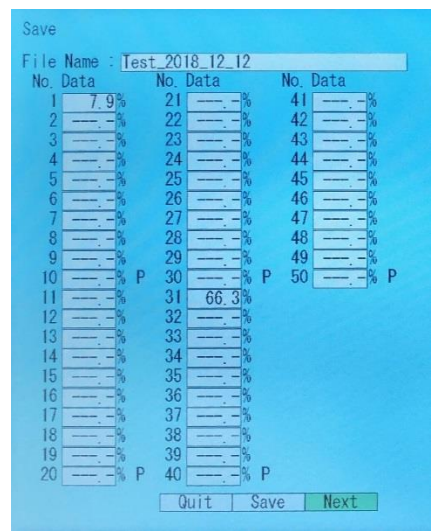 Save
File Name : Test_2018_12_12
No. Data No. Data No. Data
1 7.9% 21 ---.-% 41 ---.-%
2 ---.-% 22 ---.-% 42 ---.-%
3 ---.-% 23 ---.-% 43 ---.-%
4 ---.-% 24 ---.-% 44 ---.-%
5 ---.-% 25 ---.-% 45 ---.-%
6 ---.-% 26 ---.-% 46 ---.-%
7 ---.-% 27 ---.-% 47 ---.-%
8 ---.-% 28 ---.-% 48 ---.-%
9 ---.-% 29 ---.-% 49 ---.-%
10 ---.-% P 30 ---.-% P 50 ---.-% P
11 ---.-% 31 66.3%
12 ---.-% 32 ---.-%
13 ---.-% 33 ---.-%
14 ---.-% 34 ---.-%
15 ---.-% 35 ---.-%
16 ---.-% 36 ---.-%
17 ---.-% 37 ---.-%
18 ---.-% 38 ---.-%
19 ---.-% 39 ---.-%
20 ---.-% P 40 ---.-% P
Quit Save Next